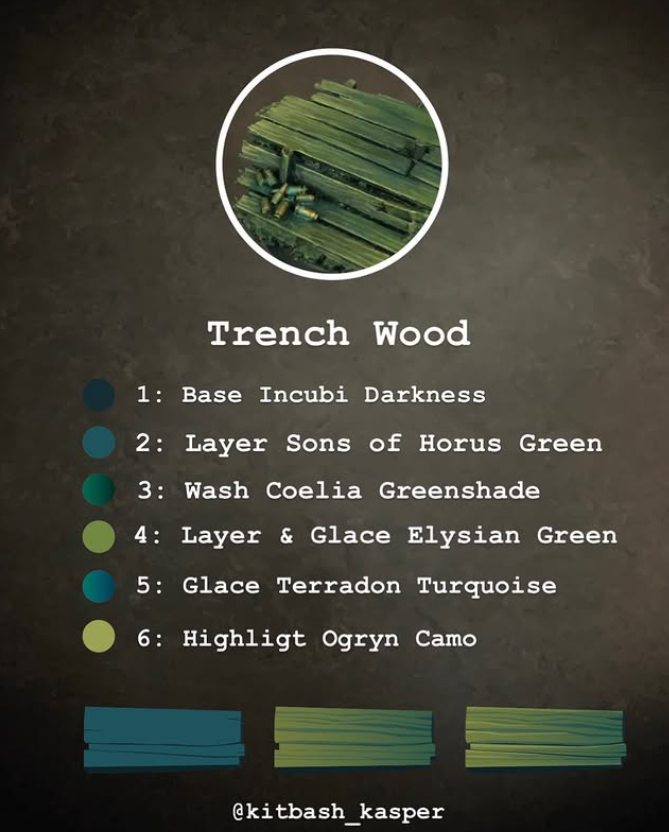 Trench Wood
1: Base Incubi Darkness
2: Layer Sons of Horus Green
3: Wash Coelia Greenshade
4: Layer & Glace Elysian Green
5: Glace Terradon Turquoise
6: Highligt Ogryn Camo
@kitbash_kasper